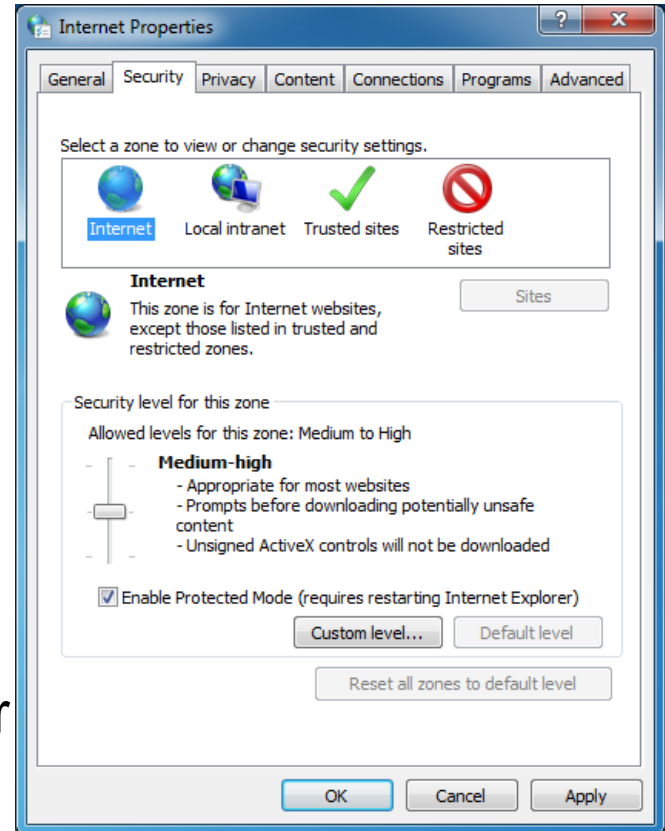 Internet Properties
?
X
General Security Privacy Content Connections Programs Advanced
Select a zone to view or change security settings.
Internet Local intranet Trusted sites Restricted
sites
Internet
Sites
This zone is for Internet websites,
except those listed in trusted and
restricted zones.
Security level for this zone
Allowed levels for this zone: Medium to High
Medium-high
- Appropriate for most websites
- Prompts before downloading potentially unsafe
content
- Unsigned ActiveX controls will not be downloaded
Enable Protected Mode (requires restarting Internet Explorer)
Custom level... Default level
Reset all zones to default level
r
OK Cancel Apply